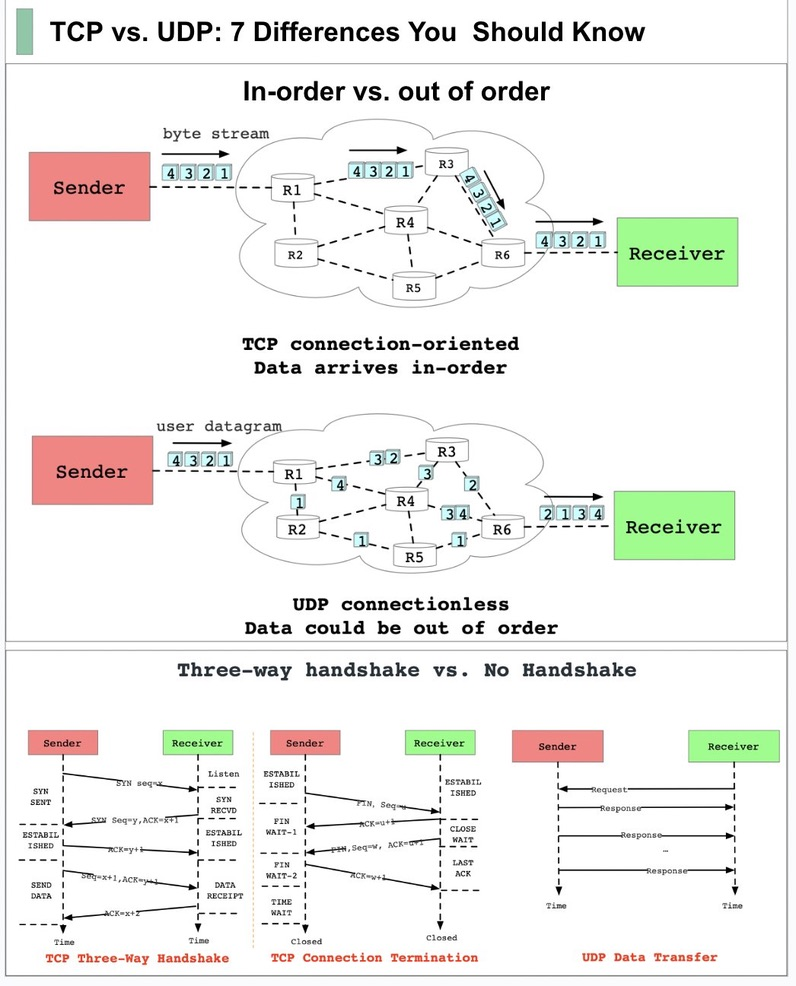 TCP vs. UDP: 7 Differences You Should Know
In-order vs. out of order
byte stream
4 3 2 1
4 3 2 1
R3
Sender
R1
4 3 2 1
R4
4 3 2 1
R2
R6
Receiver
R5
TCP connection-oriented
Data arrives in-order
user datagram
4 3 2 1
3 2
R3
Sender
R1
4
3
2
1
R4
3 4
2 1 3 4
R2
R6
Receiver
1
1
R5
UDP connectionless
Data could be out of order
Three-way handshake vs. No Handshake
Sender
Receiver
SYN seq=x
Listen
SYN
SENT
SYN
RECVD
SYN Seq=y,ACK=x+1
ESTABIL
ISHED
ESTABIL
ISHED
ACK=y+1
Seq=x+1,ACK=y+1
SEND
DATA
DATA
RECEIPT
ACK=x+2
Time
Time
TCP Three-Way Handshake
Sender
Receiver
ESTABIL
ISHED
ESTABIL
ISHED
FIN, Seq=u
FIN
WAIT-1
ACK=u+1
CLOSE
WAIT
FIN,Seq=w, ACK=u+1
FIN
WAIT-2
LAST
ACK
ACK=w+1
TIME
WAIT
Closed
Closed
TCP Connection Termination
Sender
Receiver
Request
Response
Response
…
Response
Time
Time
UDP Data Transfer